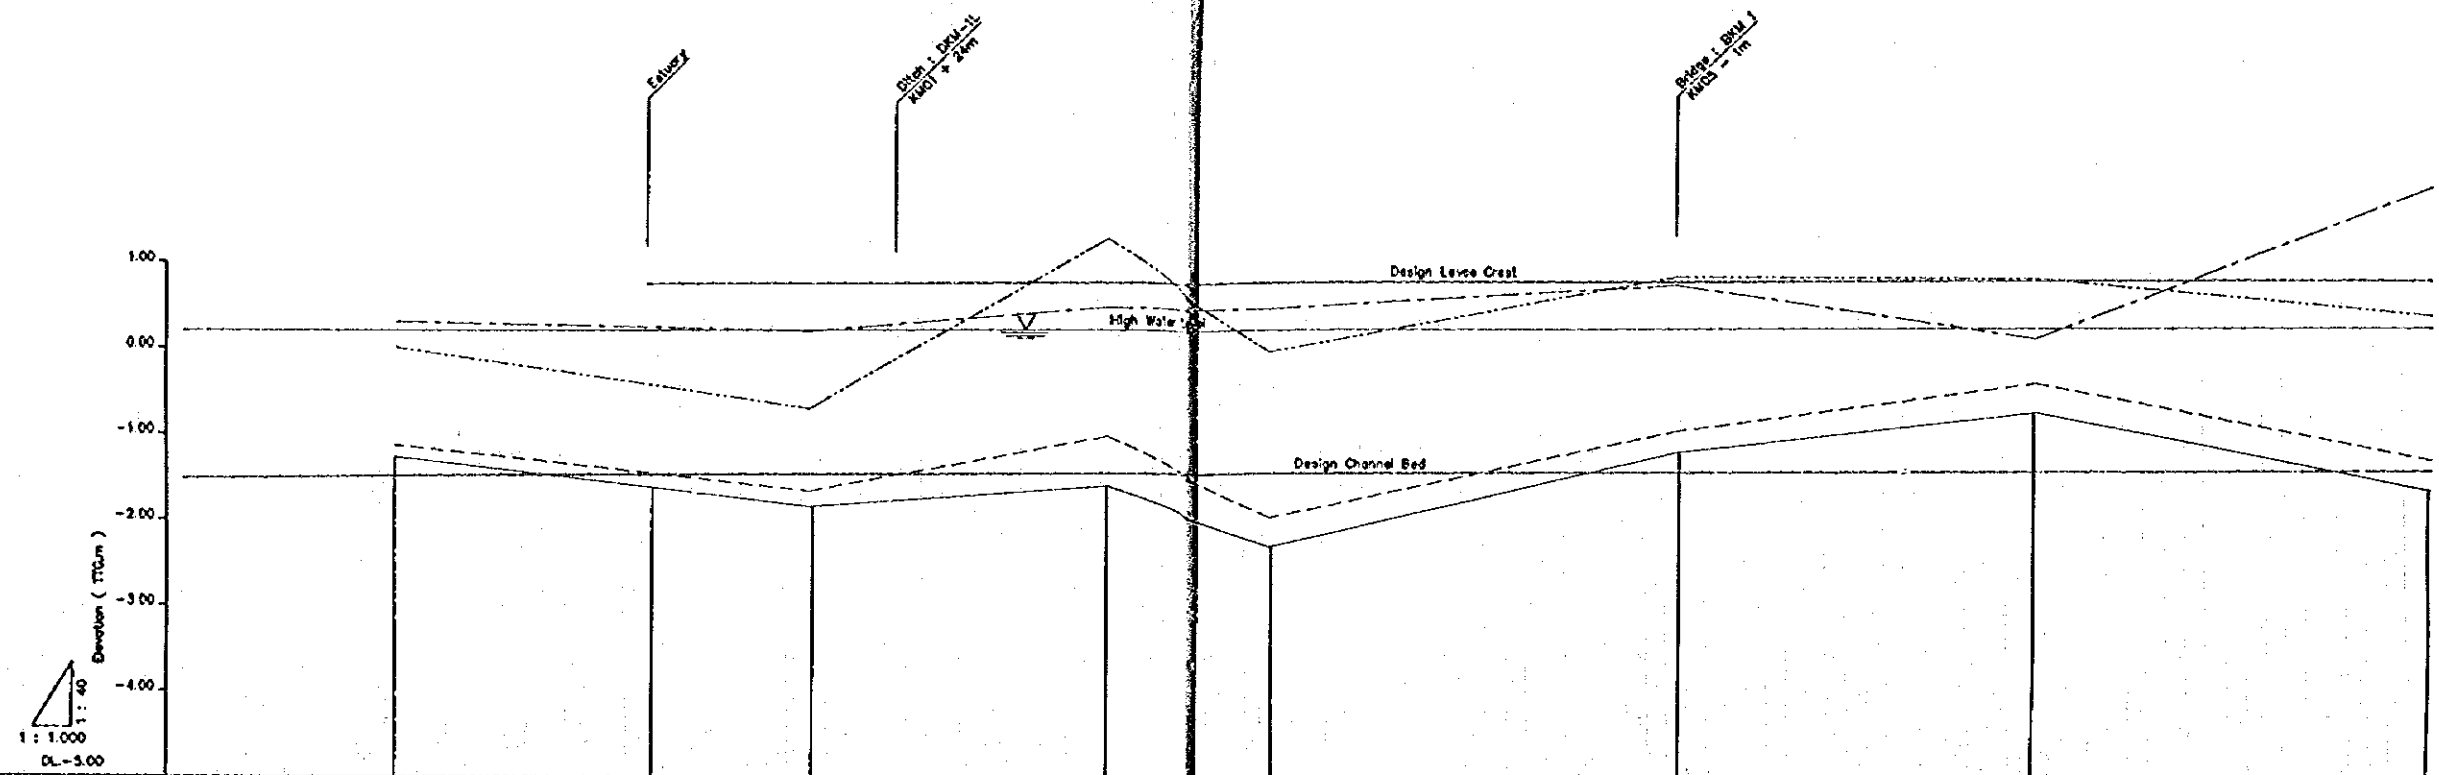 Estuary
Ditch : DKM-1L
KM01 + 24m
Bridge : BKM 1
KM05 - 1m
1.00
Design Levee Crest
High Water
0.00
-1.00
Design Channel Bed
-2.00
Elevation ( TTG.m )
-3.00
-4.00
1 : 40
1 : 1.000
DL.-5.00